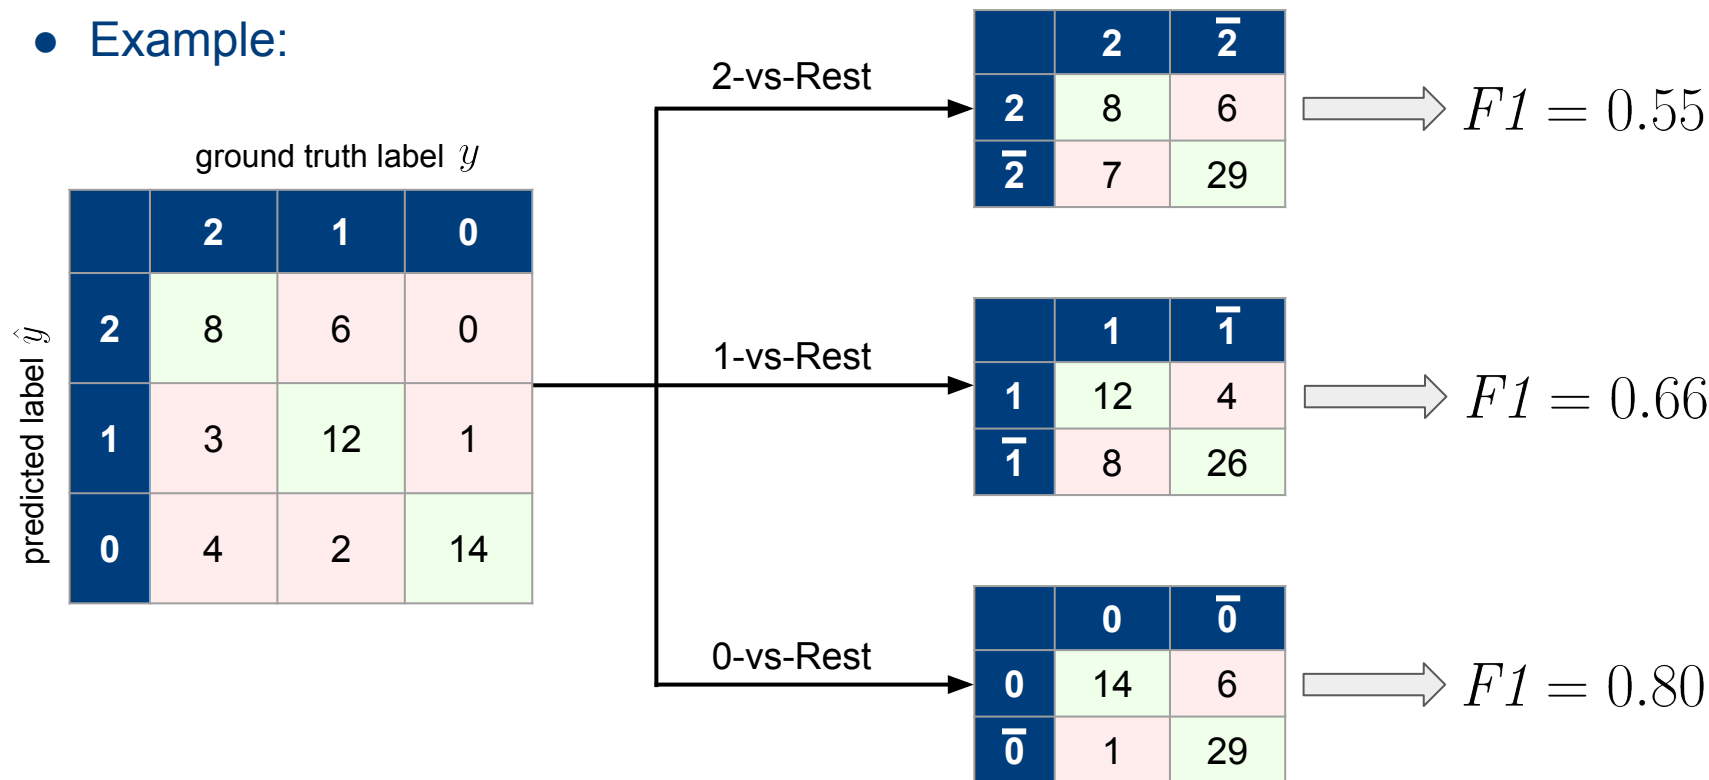 ● Example:
ground truth label y
predicted label ŷ
2 1 0
2 8 6 0
1 3 12 1
0 4 2 14
2-vs-Rest
2 2̅
2 8 6
2̅ 7 29
F1 = 0.55
1-vs-Rest
1 1̅
1 12 4
1̅ 8 26
F1 = 0.66
0-vs-Rest
0 0̅
0 14 6
0̅ 1 29
F1 = 0.80